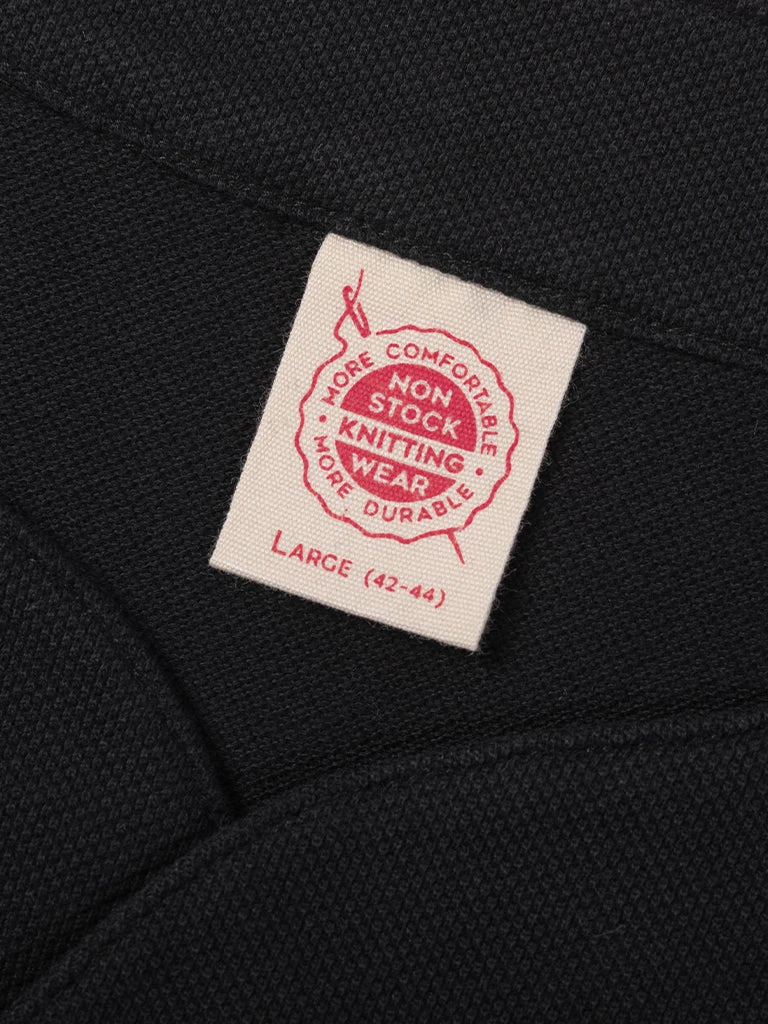 MORE COMFORTABLE
NON
STOCK
KNITTING
WEAR
• MORE DURABLE •
LARGE (42-44)